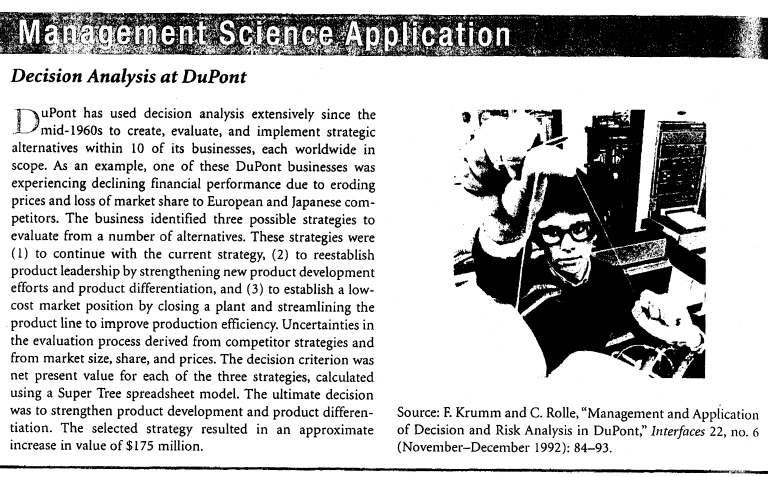 Management Science Application
Decision Analysis at DuPont
DuPont has used decision analysis extensively since the
mid-1960s to create, evaluate, and implement strategic
alternatives within 10 of its businesses, each worldwide in
scope. As an example, one of these DuPont businesses was
experiencing declining financial performance due to eroding
prices and loss of market share to European and Japanese com-
petitors. The business identified three possible strategies to
evaluate from a number of alternatives. These strategies were
(1) to continue with the current strategy, (2) to reestablish
product leadership by strengthening new product development
efforts and product differentiation, and (3) to establish a low-
cost market position by closing a plant and streamlining the
product line to improve production efficiency. Uncertainties in
the evaluation process derived from competitor strategies and
from market size, share, and prices. The decision criterion was
net present value for each of the three strategies, calculated
using a Super Tree spreadsheet model. The ultimate decision
was to strengthen product development and product differen-
tiation. The selected strategy resulted in an approximate
increase in value of $175 million.
Source: F. Krumm and C. Rolle, “Management and Application
of Decision and Risk Analysis in DuPont,” Interfaces 22, no. 6
(November–December 1992): 84–93.